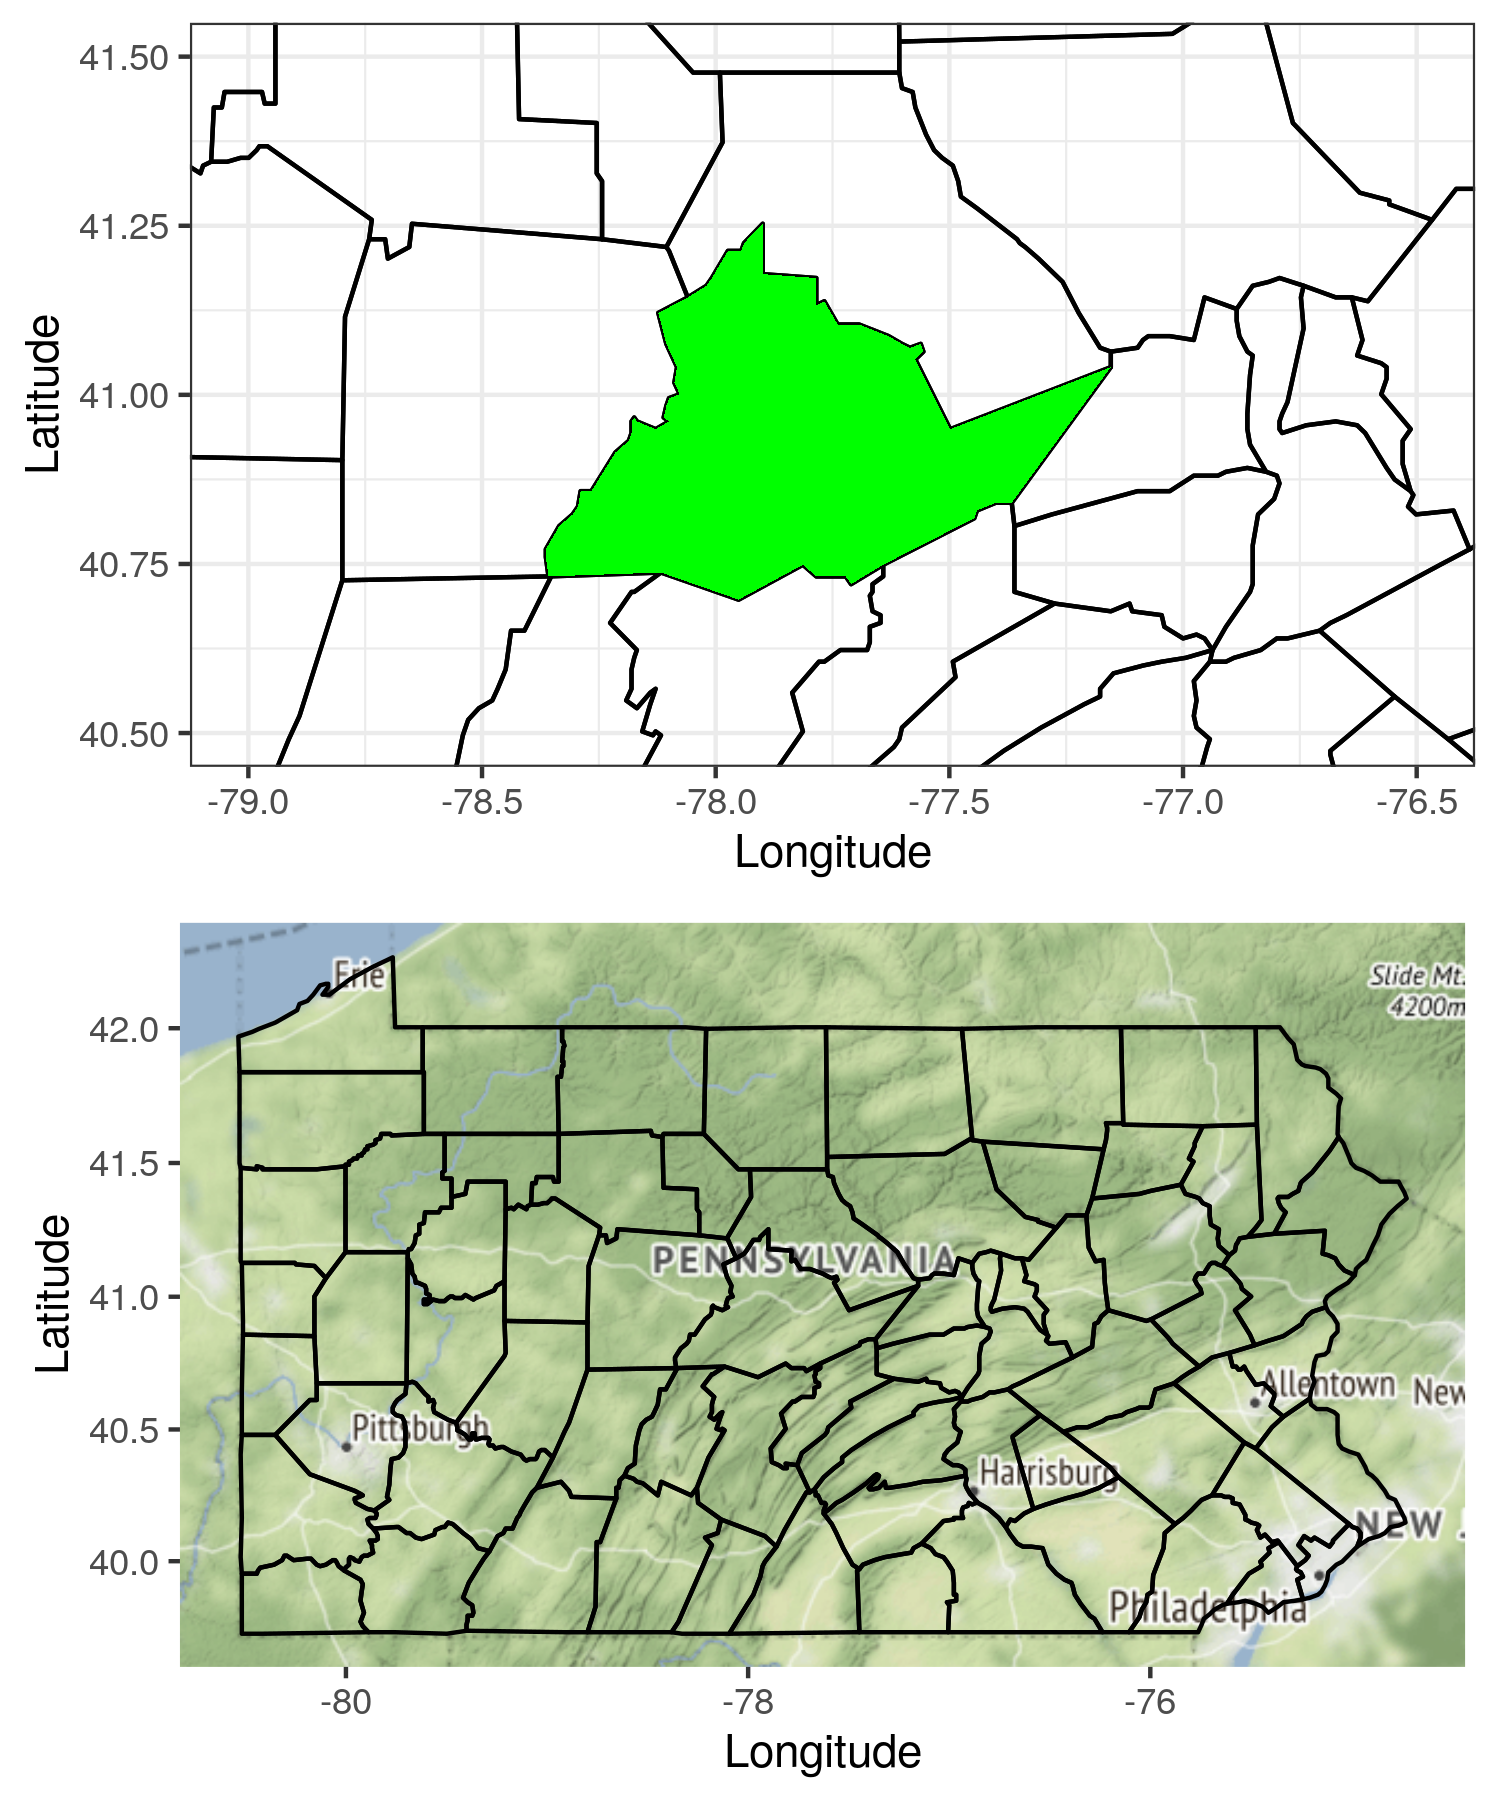 41.50
41.25
41.00
40.75
40.50
Latitude
-79.0 -78.5 -78.0 -77.5 -77.0 -76.5
Longitude
Erie
Slide Mt.
4200m
42.0
41.5
41.0
40.5
40.0
Latitude
PENNSYLVANIA
Allentown New
Pittsburgh
Harrisburg
NEW J
Philadelphia
-80 -78 -76
Longitude